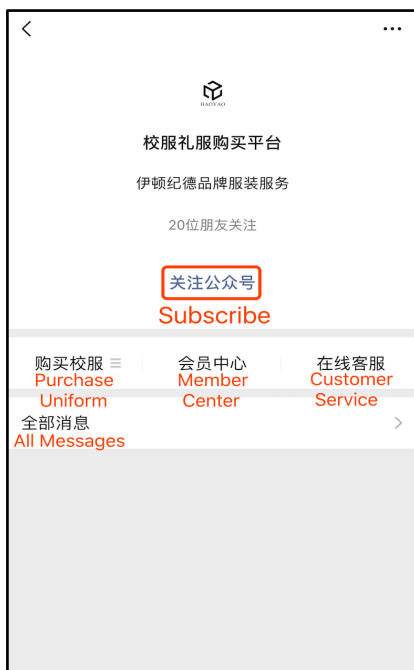 HAOYAO
校服礼服购买平台
伊顿纪德品牌服装服务
20位朋友关注
关注公众号
Subscribe
购买校服 会员中心 在线客服
Purchase Member Customer
Uniform Center Service
全部消息
All Messages